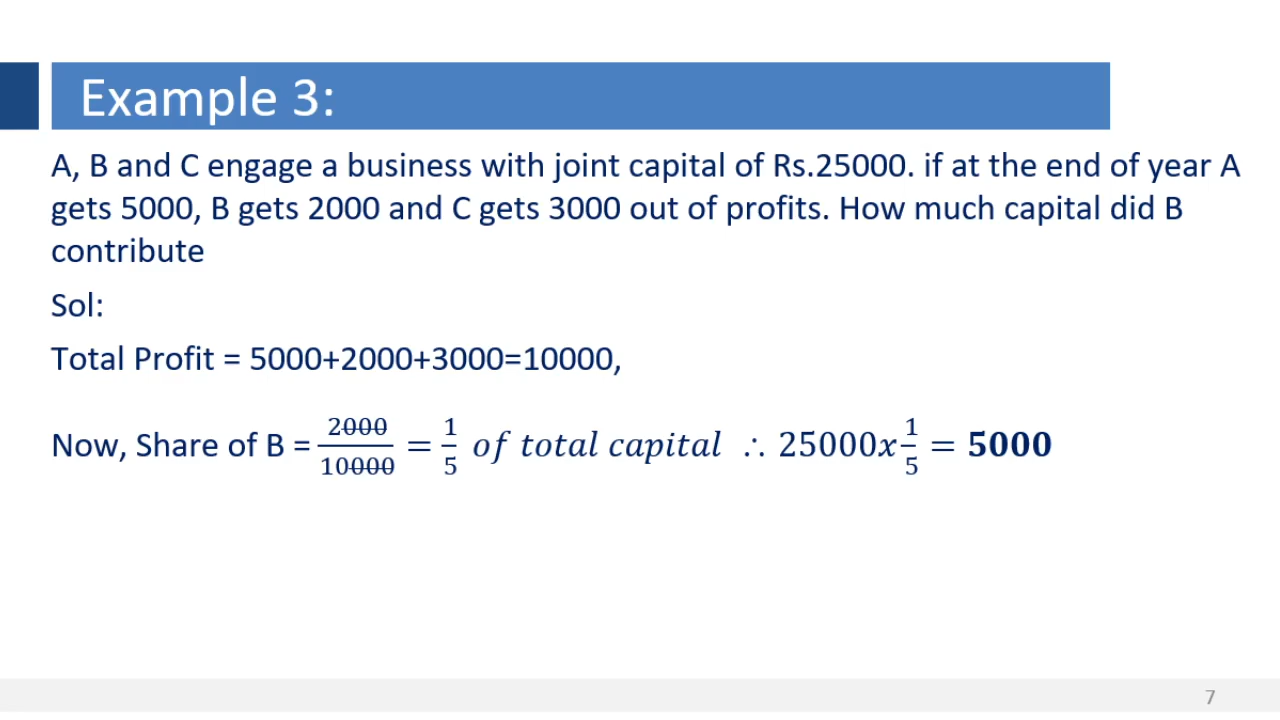 Example 3:
A, B and C engage a business with joint capital of Rs.25000. if at the end of year A
gets 5000, B gets 2000 and C gets 3000 out of profits. How much capital did B
contribute
Sol:
Total Profit = 5000+2000+3000=10000,
Now, Share of B = 2000/10000 = 1/5 of total capital ∴ 25000x1/5 = 5000
7